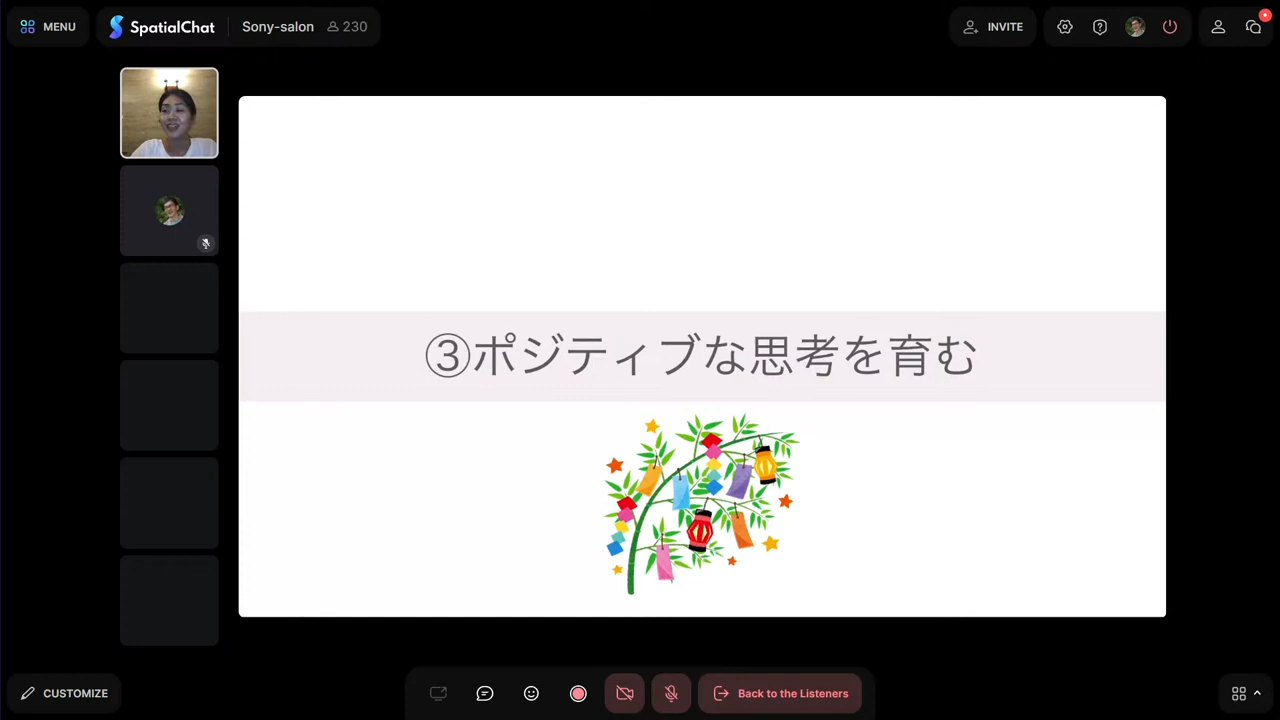 MENU
SpatialChat
Sony-salon
230
INVITE
③ポジティブな思考を育む
CUSTOMIZE
Back to the Listeners